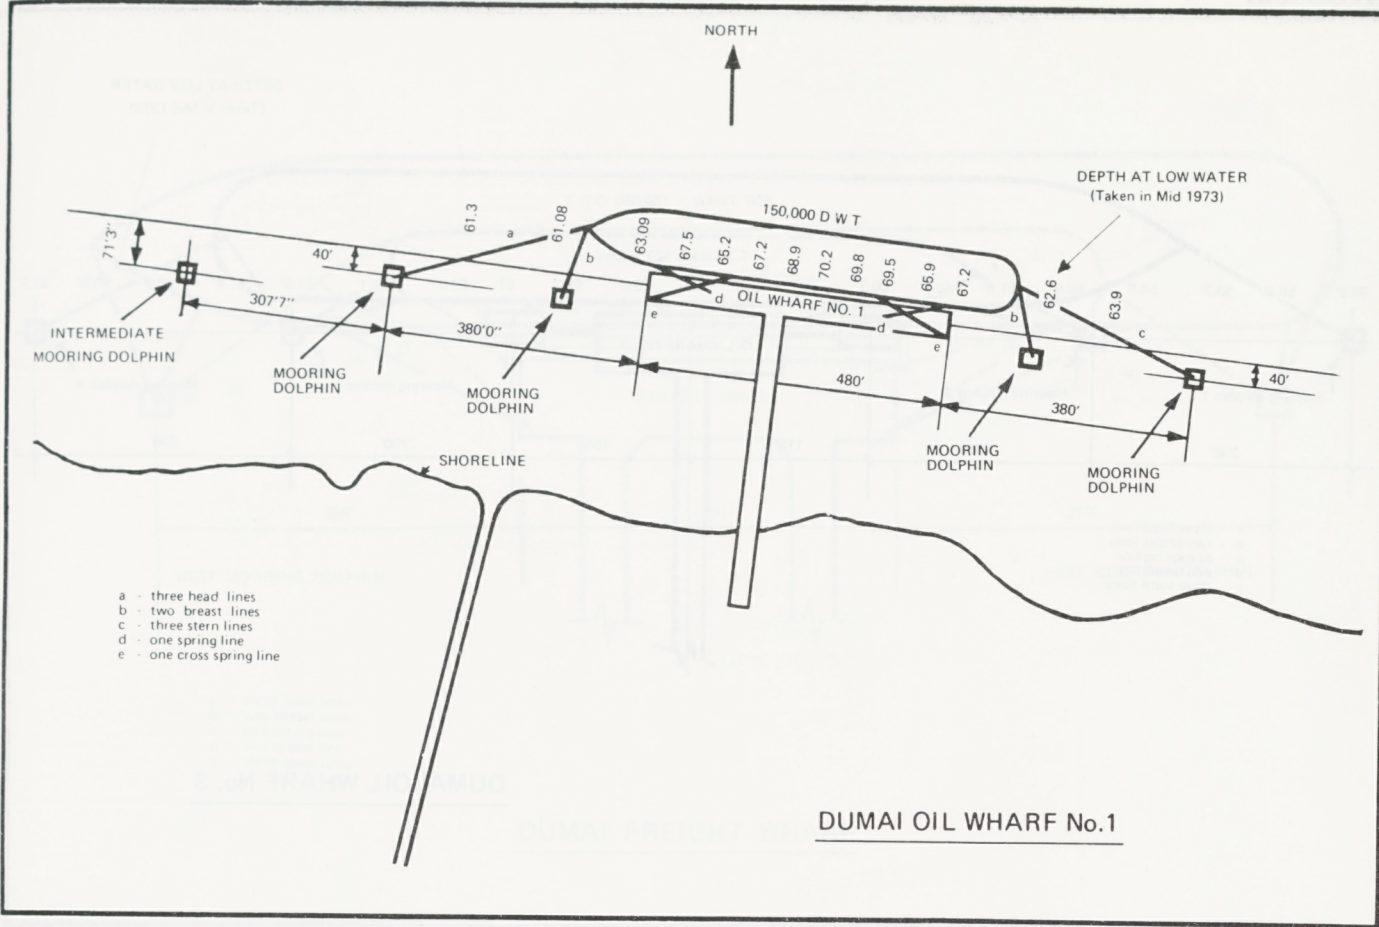 NORTH
DEPTH AT LOW WATER
(Taken in Mid 1973)
150,000 D W T
61.3
61.08
63.09
67.5
65.2
67.2
68.9
70.2
69.8
69.5
65.9
67.2
62.6
63.9
a
b
d
e
OIL WHARF NO. 1
d
e
b
c
71'3"
40'
307'7"
380'0"
480'
380'
40'
INTERMEDIATE
MOORING DOLPHIN
MOORING
DOLPHIN
MOORING
DOLPHIN
MOORING
DOLPHIN
MOORING
DOLPHIN
SHORELINE
a - three head lines
b - two breast lines
c - three stern lines
d - one spring line
e - one cross spring line
DUMAI OIL WHARF No.1